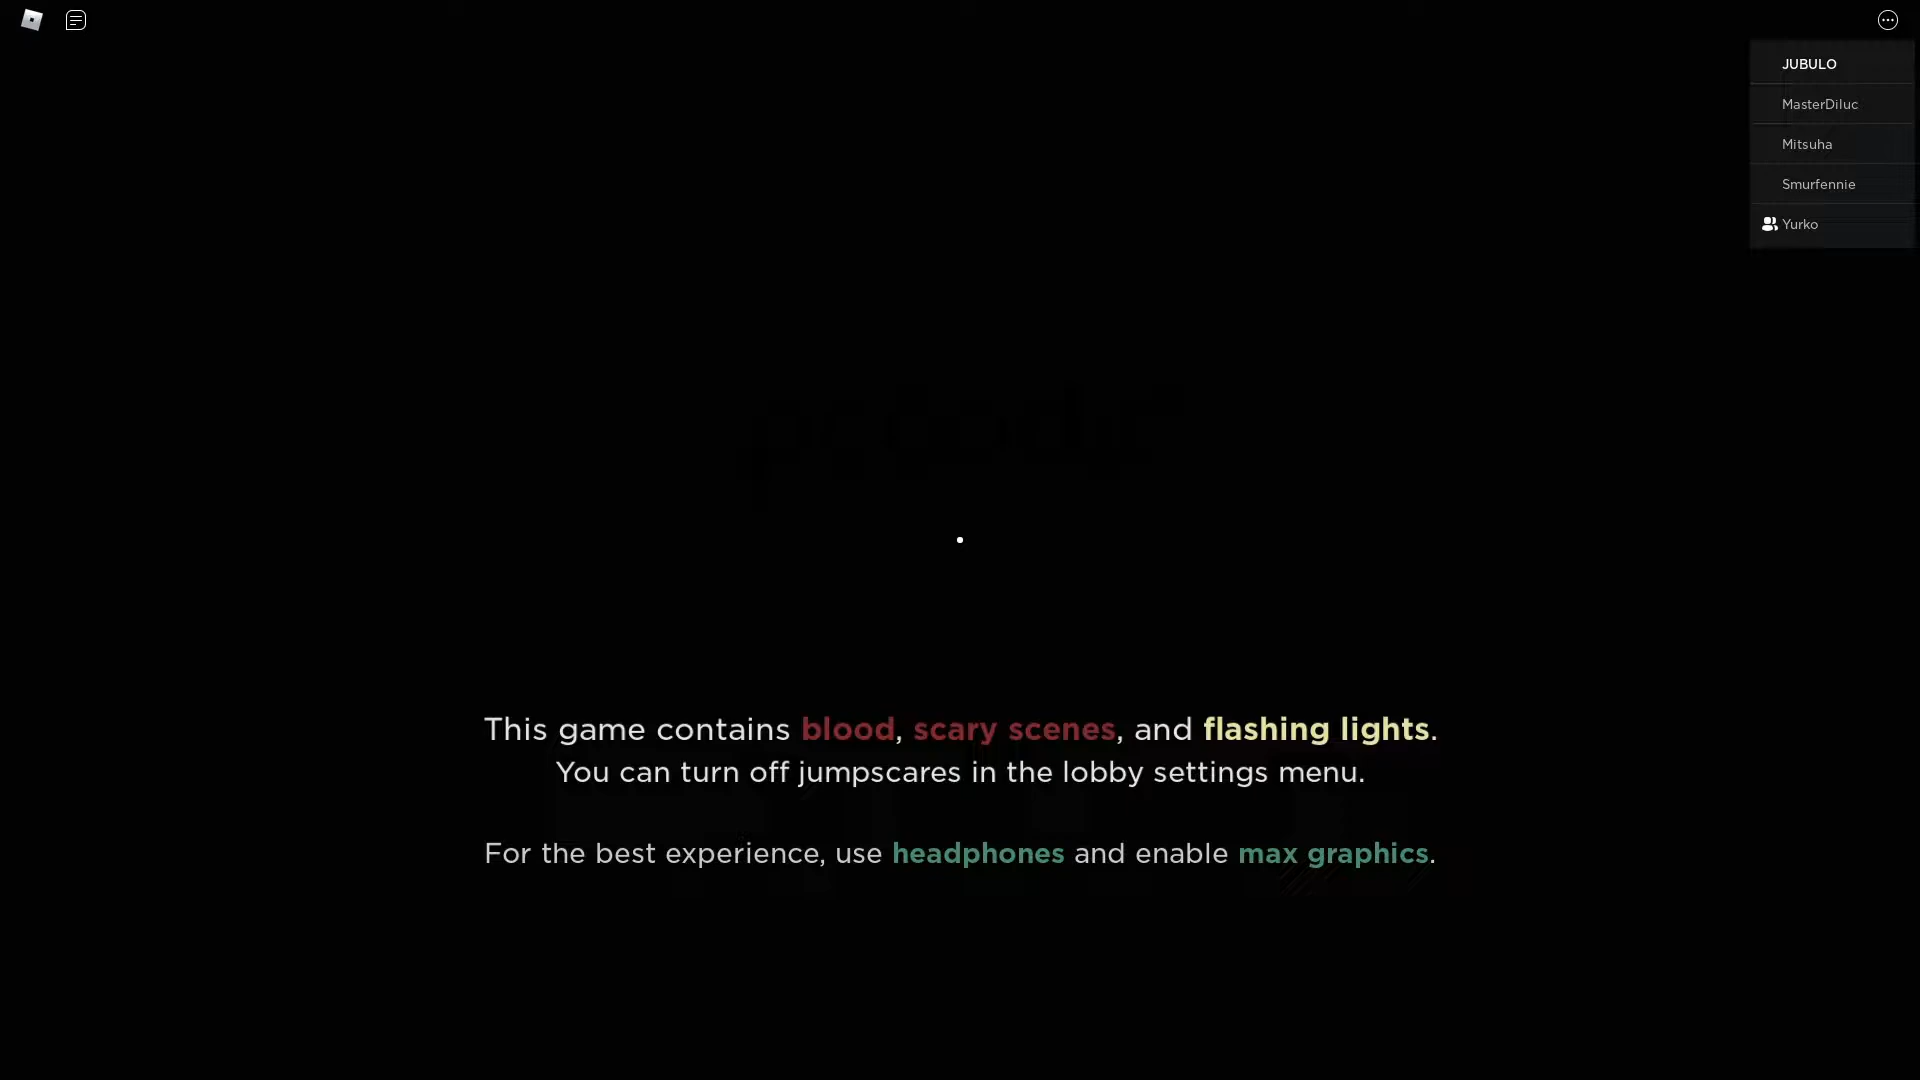 JUBULO
MasterDiluc
Mitsuha
Smurfennie
Yurko
This game contains blood, scary scenes, and flashing lights.
You can turn off jumpscares in the lobby settings menu.
For the best experience, use headphones and enable max graphics.